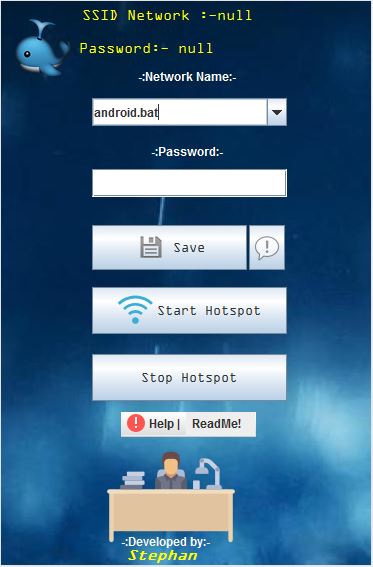 SSID Network :-null
Password:- null
-:Network Name:-
android.bat
-:Password:-
Save
Start Hotspot
Stop Hotspot
Help | ReadMe!
-:Developed by:-
Stephan